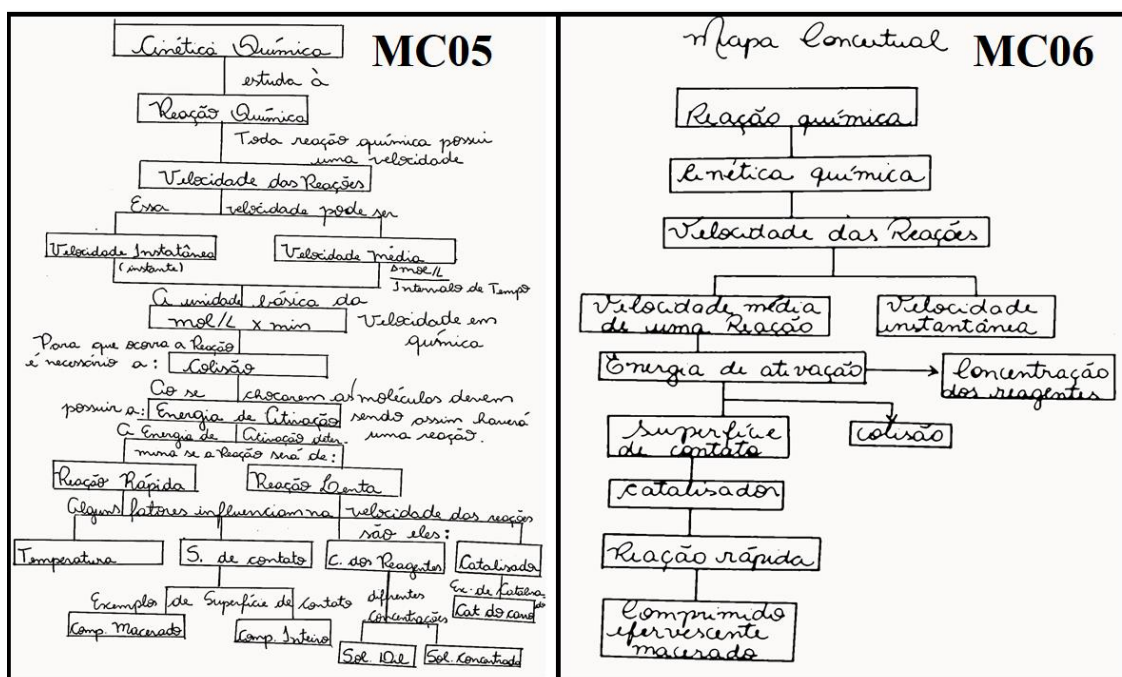 Cinética Química
MC05
estuda à
Reação Química
Toda reação química possui
uma velocidade
Velocidade das Reações
Essa velocidade pode ser
Velocidade Instatânea
(instante)
Velocidade média
Δmol/L
Intervalo de Tempo
A unidade básica da
mol/L x min
Velocidade em
química
Para que ocorra a Reação
é necessário a:
Colisão
Ao se chocarem as moléculas devem
possuir a: Energia de Ativação sendo assim haverá
uma reação.
A Energia de Ativação deter-
mina se a Reação será de:
Reação Rápida
Reação Lenta
Alguns fatores influenciam na velocidade das reações
são eles:
Temperatura
S. de contato
C. dos Reagentes
Catalisador
Exemplos de Superfície de contato
Comp. Macerado
Comp. Inteiro
difrentes
concentrações
Sol. Dil
Sol. Concentrada
Ex. de Catalisa-
Cat do carro
Mapa Conceitual
MC06
Reação química
Cinética química
Velocidade das Reações
Velocidade média
de uma Reação
Velocidade
instantânea
Energia de ativação
Concentração
dos reagentes
Superfície
de contato
colisão
catalisador
Reação rápida
Comprimido
efervescente
macerado